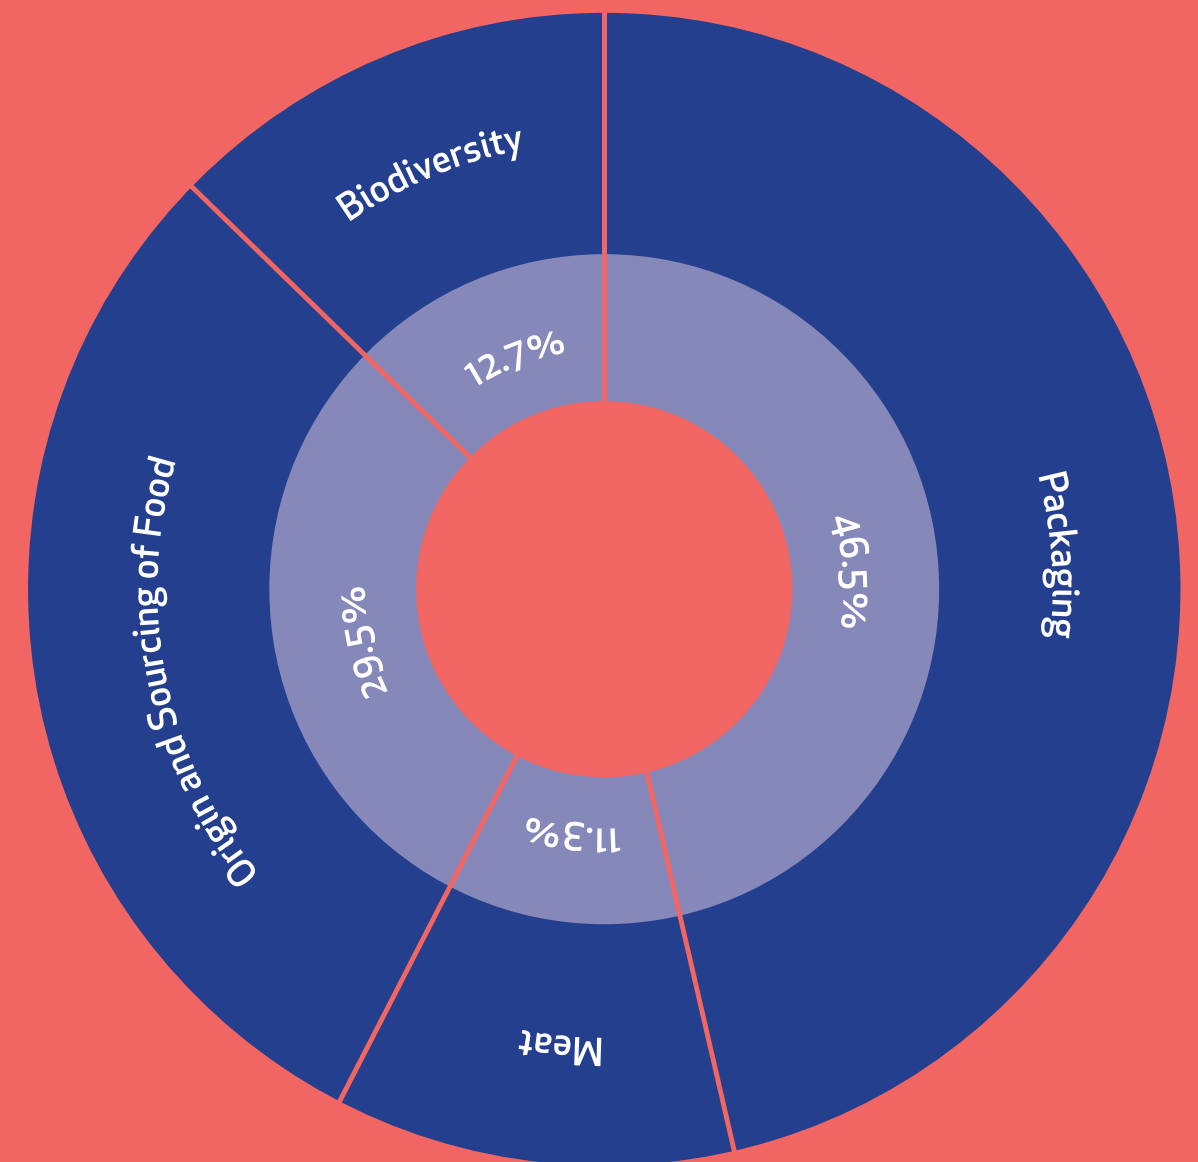 Packaging
46.5%
Meat
11.3%
Origin and Sourcing of Food
29.5%
Biodiversity
12.7%